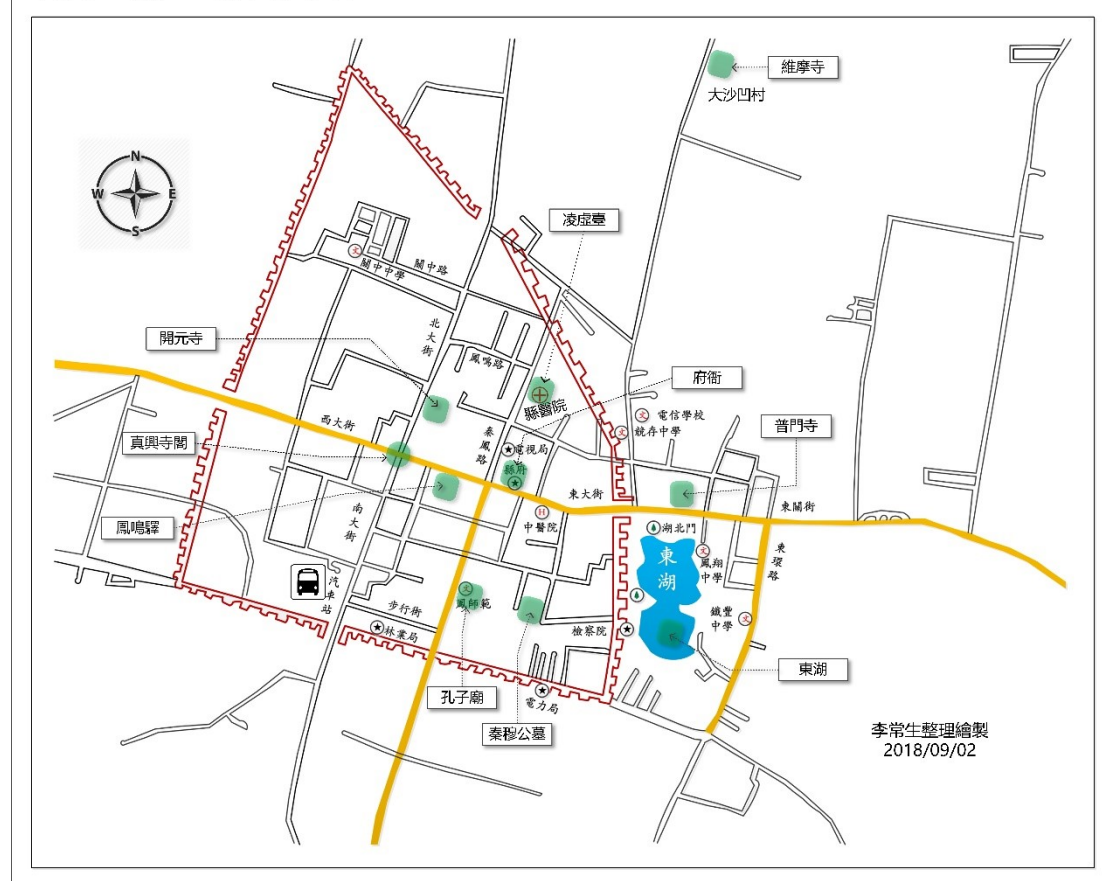 維摩寺
大沙凹村
N
W
E
S
凌虛臺
關中中學
關中路
北大街
開元寺
鳳鳴路
府衙
縣醫院
西大街
電信學校
競存中學
普門寺
真興寺閣
秦鳳路
電視局
縣府
東大街
東關街
鳳鳴驛
南大街
H
中醫院
湖北門
東湖
鳳翔中學
東環路
汽車站
步行街
文
鳳師範
林業局
檢察院
鐵豐中學
東湖
孔子廟
電力局
秦穆公墓
李常生整理繪製
2018/09/02